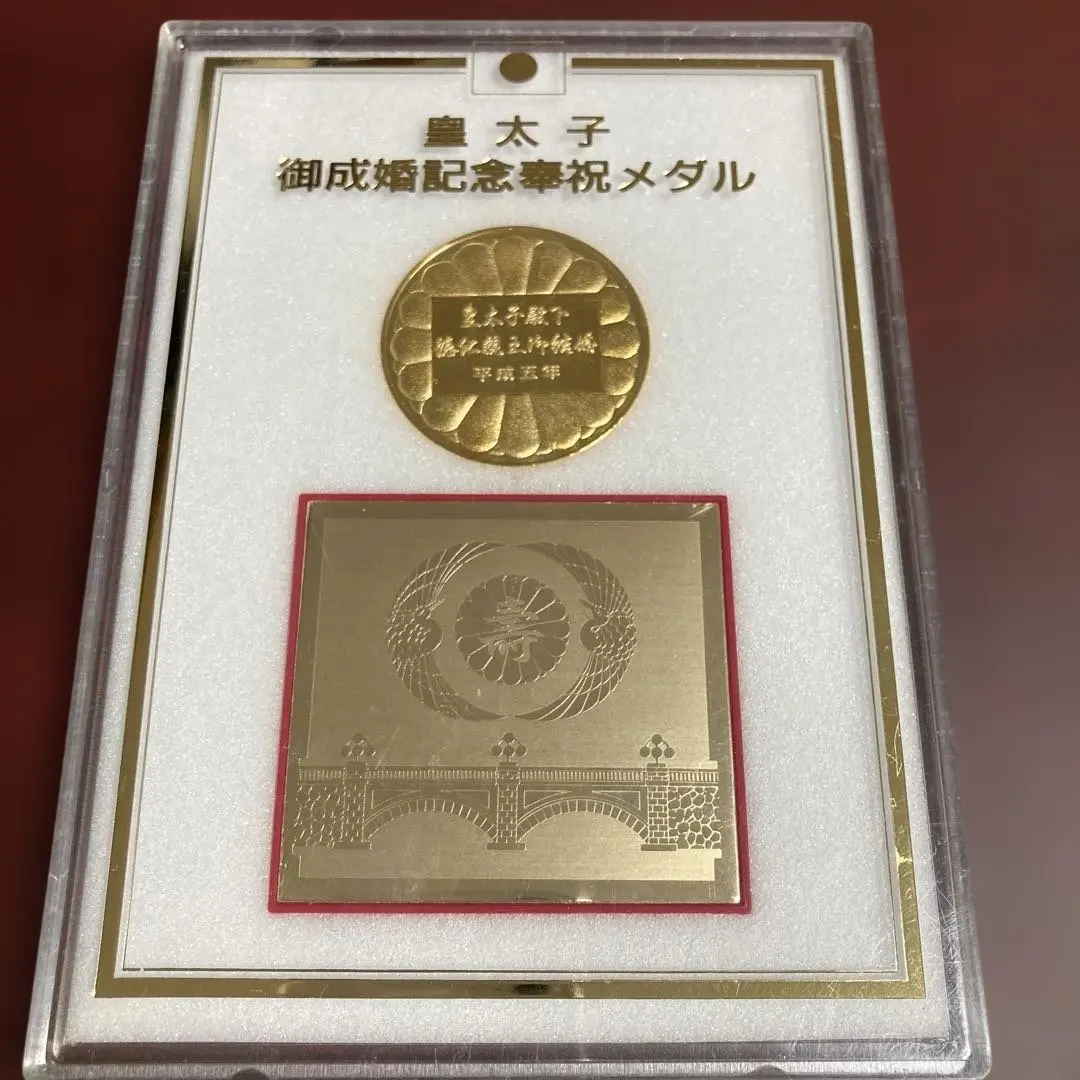 皇太子
御成婚記念奉祝メダル
皇太子殿下
徳仁親王御結婚
平成五年
寿